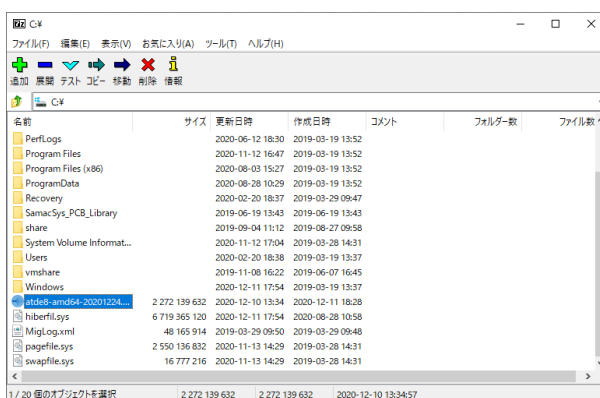 C:¥
ファイル(F) 編集(E) 表示(V) お気に入り(A) ツール(T) ヘルプ(H)
追加 展開 テスト コピー 移動 削除 情報
C:¥
名前 サイズ 更新日時 作成日時 コメント フォルダー数 ファイル数
PerfLogs 2020-06-12 18:30 2019-03-19 13:52
Program Files 2020-11-12 16:47 2019-03-19 13:52
Program Files (x86) 2020-08-03 15:27 2019-03-19 13:52
ProgramData 2020-08-28 10:29 2019-03-19 13:52
Recovery 2020-02-20 18:37 2019-03-29 09:47
SamacSys_PCB_Library 2019-06-19 13:43 2019-06-19 13:43
share 2019-09-04 11:12 2019-08-27 09:58
System Volume Informat... 2020-11-12 17:04 2019-03-28 14:31
Users 2020-02-20 18:38 2019-03-19 13:37
vmshare 2019-11-08 16:22 2019-06-07 16:45
Windows 2020-12-11 17:54 2019-03-19 13:37
atde8-amd64-20201224.... 2 272 139 632 2020-12-10 13:34 2020-12-11 18:28
hiberfil.sys 6 719 365 120 2020-12-11 17:54 2020-08-28 10:58
MigLog.xml 48 165 914 2019-03-29 09:50 2019-03-29 09:48
pagefile.sys 2 550 136 832 2020-11-13 14:29 2019-03-28 14:31
swapfile.sys 16 777 216 2020-11-13 14:29 2019-03-28 14:31
1 / 20 個のオブジェクトを選択 2 272 139 632 2 272 139 632 2020-12-10 13:34:57